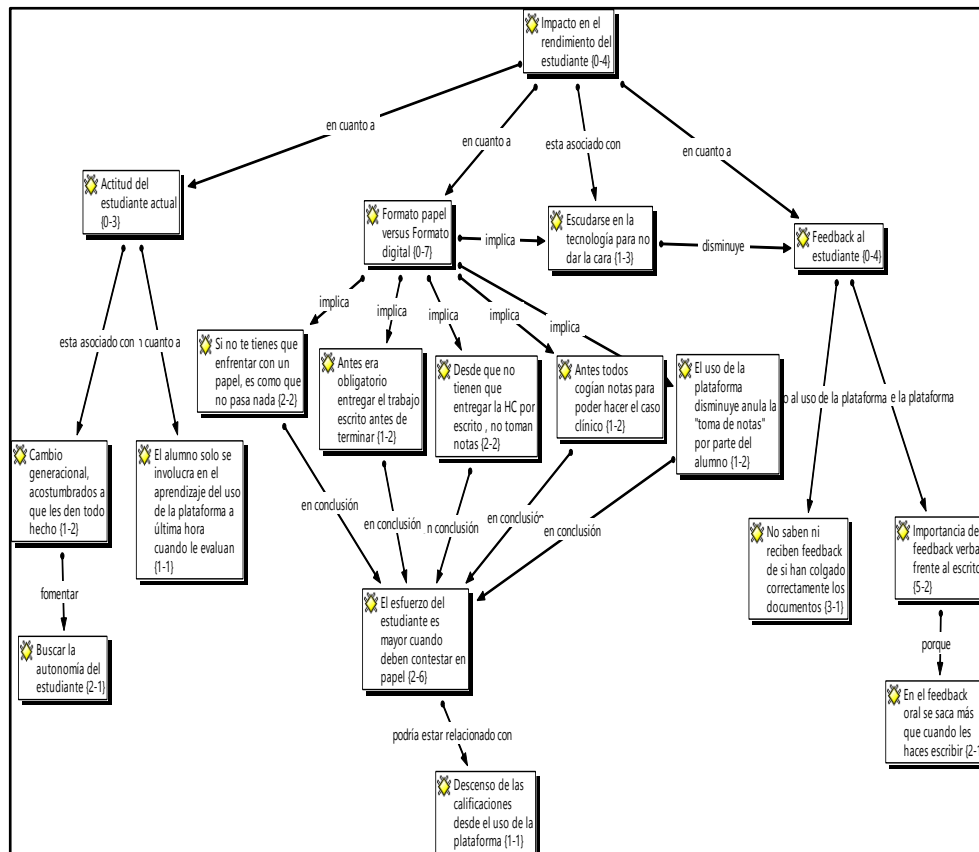 Impacto en el
rendimiento del
estudiante {0-4}
en cuanto a
en cuanto a
esta asociado con
en cuanto a
Actitud del
estudiante actual
{0-3}
Formato papel
versus Formato
digital {0-7}
implica
Escudarse en la
tecnología para no
dar la cara {1-3}
disminuye
Feedback al
estudiante {0-4}
esta asociado con
n cuanto a
implica
implica
implica
implica
implica
Si no te tienes que
enfrentar con un
papel, es como que
no pasa nada {2-2}
Antes era
obligatorio
entregar el trabajo
escrito antes de
terminar {1-2}
Desde que no
tienen que
entregar la HC por
escrito , no toman
notas {2-2}
Antes todos
cogían notas para
poder hacer el caso
clínico {1-2}
El uso de la
plataforma
disminuye anula la
"toma de notas"
por parte del
alumno {1-2}
o al uso de la plataforma
e la plataforma
Cambio
generacional,
acostumbrados a
que les den todo
hecho {1-2}
El alumno solo se
involucra en el
aprendizaje del uso
de la plataforma a
última hora
cuando le evaluan
{1-1}
en conclusión
en conclusión
n conclusión
en conclusión
en conclusión
No saben ni
reciben feedback
de si han colgado
correctamente los
documentos {3-1}
Importancia de
feedback verba
frente al escrito
{5-2}
fomentar
Buscar la
autonomía del
estudiante {2-1}
El esfuerzo del
estudiante es
mayor cuando
deben contestar en
papel {2-6}
porque
En el feedback
oral se saca más
que cuando les
haces escribir {2-1
podría estar relacionado con
Descenso de las
calificaciones
desde el uso de la
plataforma {1-1}